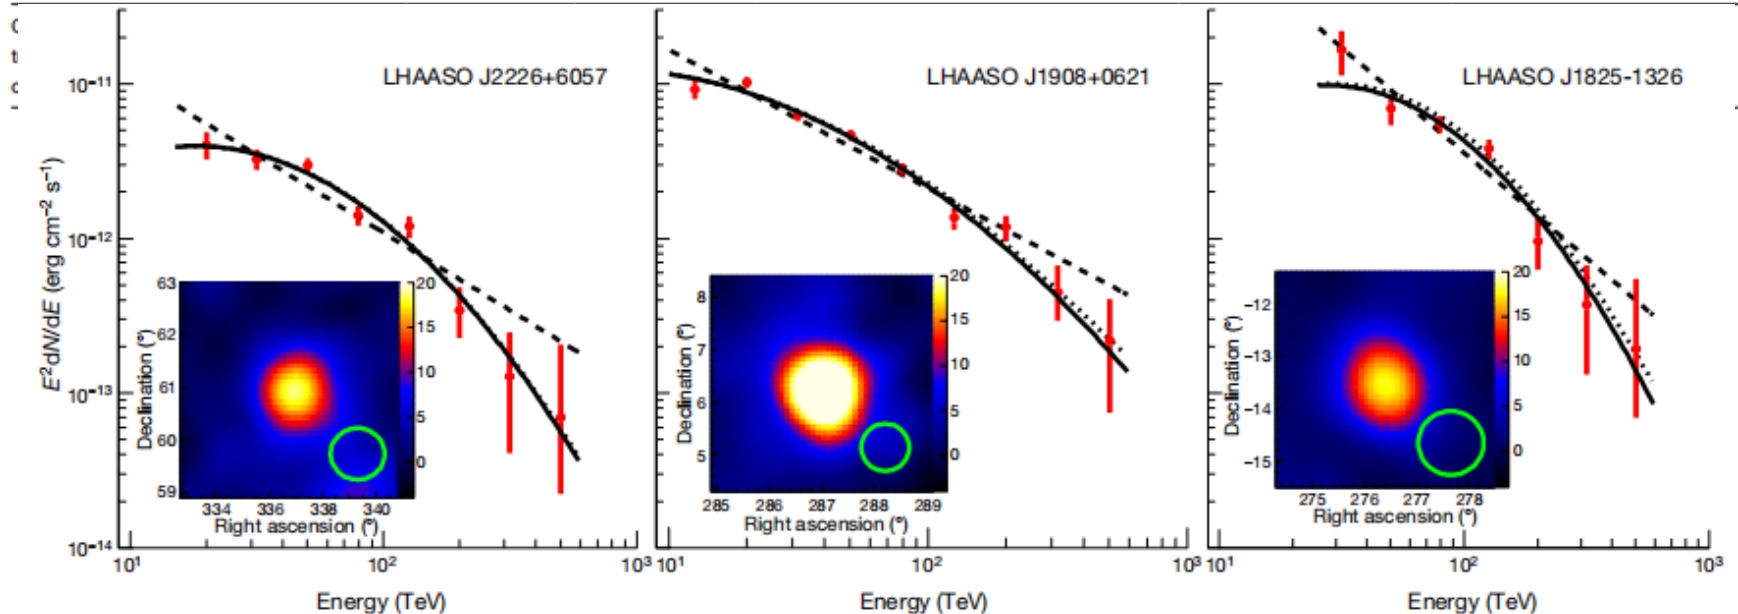 LHAASO J2226+6057
LHAASO J1908+0621
LHAASO J1825-1326
E²dN/dE (erg cm⁻² s⁻¹)
10⁻¹¹
10⁻¹²
10⁻¹³
10⁻¹⁴
10¹
10²
10³
Energy (TeV)
Declination (°)
63
62
61
60
59
334 336 338 340
Right ascension (°)
20
15
10
5
0
10¹
10²
10³
Energy (TeV)
Declination (°)
8
7
6
5
285 286 287 288 289
Right ascension (°)
20
15
10
5
0
10²
10³
Energy (TeV)
Declination (°)
−12
−13
−14
−15
275 276 277 278
Right ascension (°)
20
15
10
5
0